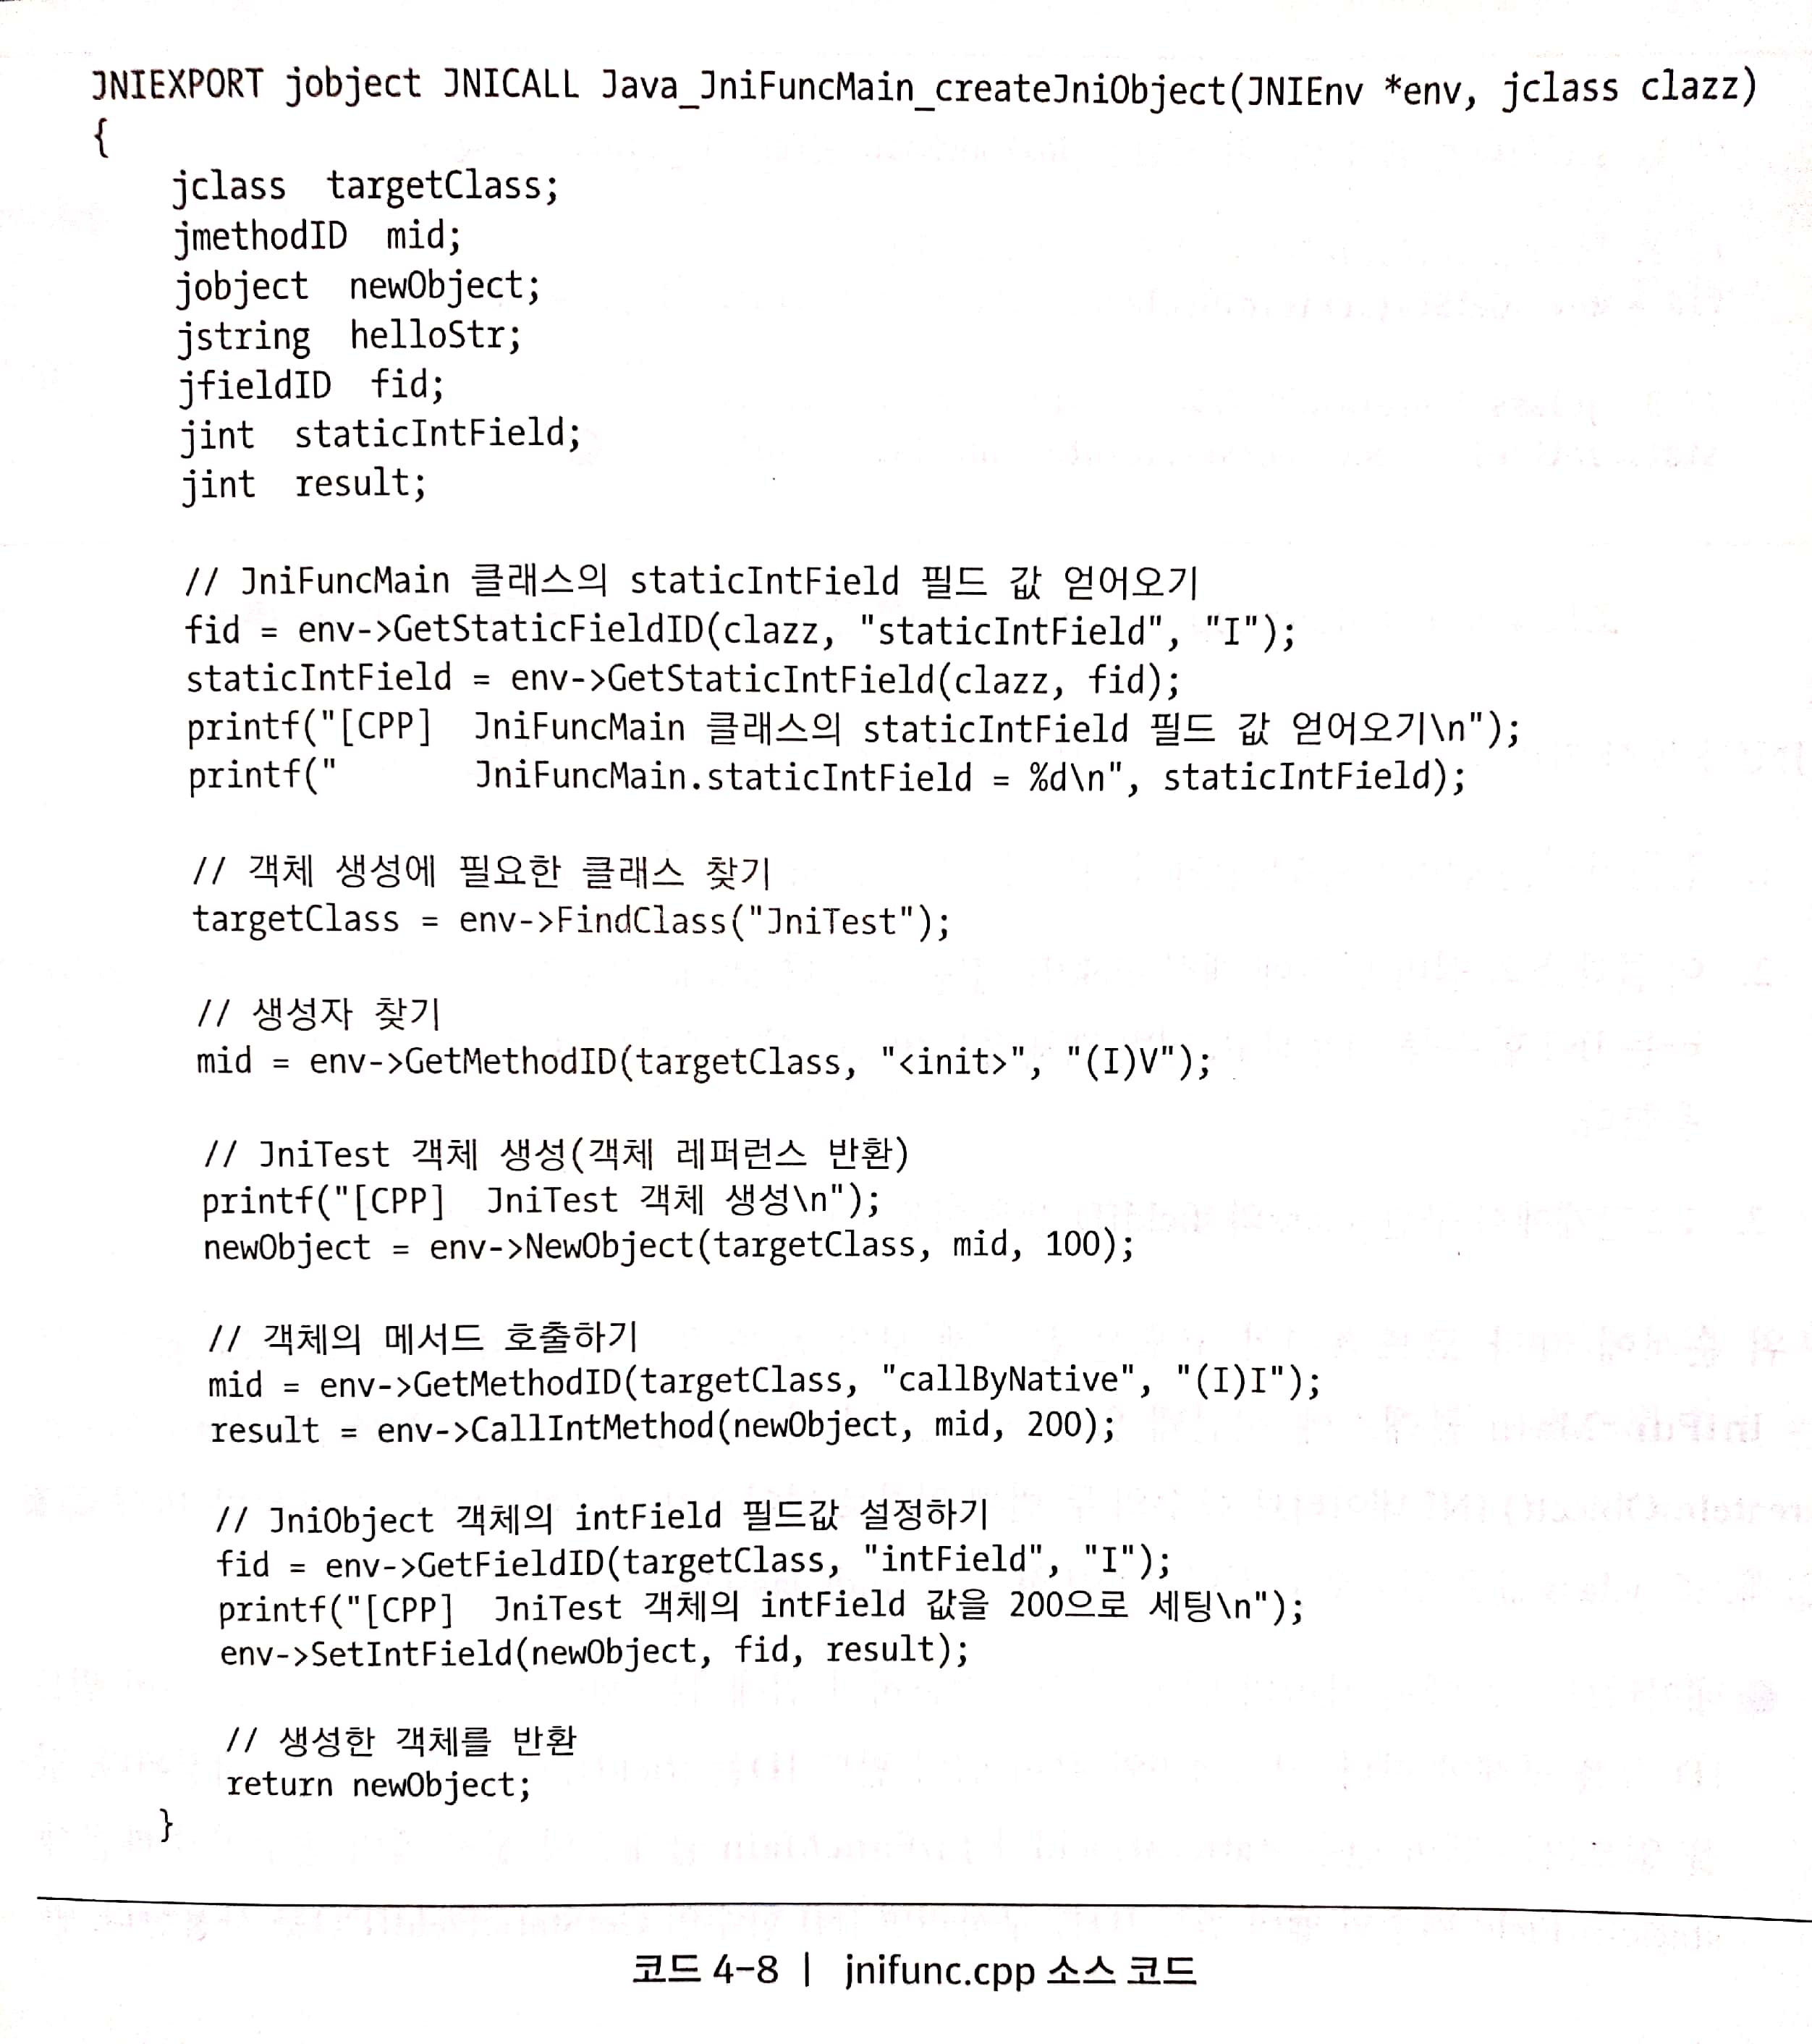 JNIEXPORT jobject JNICALL Java_JniFuncMain_createJniObject(JNIEnv *env, jclass clazz)
{
    jclass  targetClass;
    jmethodID  mid;
    jobject  newObject;
    jstring  helloStr;
    jfieldID  fid;
    jint  staticIntField;
    jint  result;

    // JniFuncMain 클래스의 staticIntField 필드 값 얻어오기
    fid = env->GetStaticFieldID(clazz, "staticIntField", "I");
    staticIntField = env->GetStaticIntField(clazz, fid);
    printf("[CPP]  JniFuncMain 클래스의 staticIntField 필드 값 얻어오기\n");
    printf("       JniFuncMain.staticIntField = %d\n", staticIntField);

    // 객체 생성에 필요한 클래스 찾기
    targetClass = env->FindClass("JniTest");

    // 생성자 찾기
    mid = env->GetMethodID(targetClass, "<init>", "(I)V");

    // JniTest 객체 생성(객체 레퍼런스 반환)
    printf("[CPP]  JniTest 객체 생성\n");
    newObject = env->NewObject(targetClass, mid, 100);

    // 객체의 메서드 호출하기
    mid = env->GetMethodID(targetClass, "callByNative", "(I)I");
    result = env->CallIntMethod(newObject, mid, 200);

    // JniObject 객체의 intField 필드값 설정하기
    fid = env->GetFieldID(targetClass, "intField", "I");
    printf("[CPP]  JniTest 객체의 intField 값을 200으로 세팅\n");
    env->SetIntField(newObject, fid, result);

    // 생성한 객체를 반환
    return newObject;
}
코드 4-8 | jnifunc.cpp 소스 코드